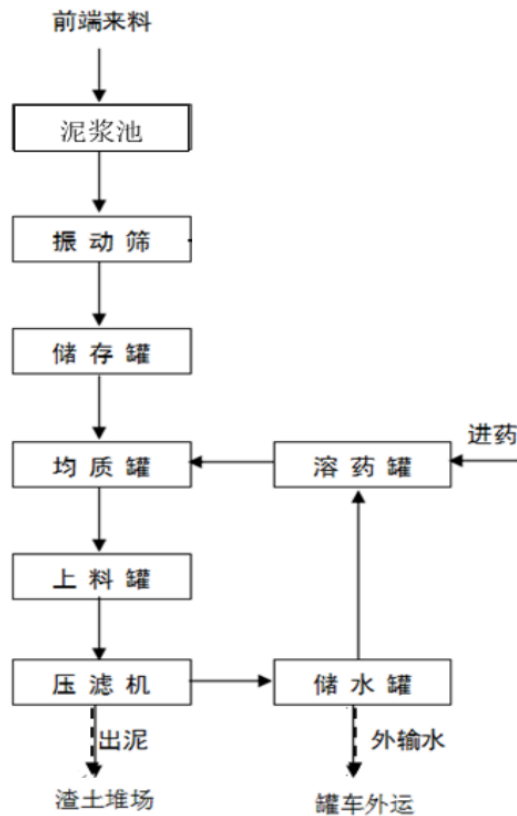 前端来料
泥浆池
振动筛
储存罐
均质罐
溶药罐
进药
上料罐
压滤机
储水罐
出泥
外输水
渣土堆场
罐车外运